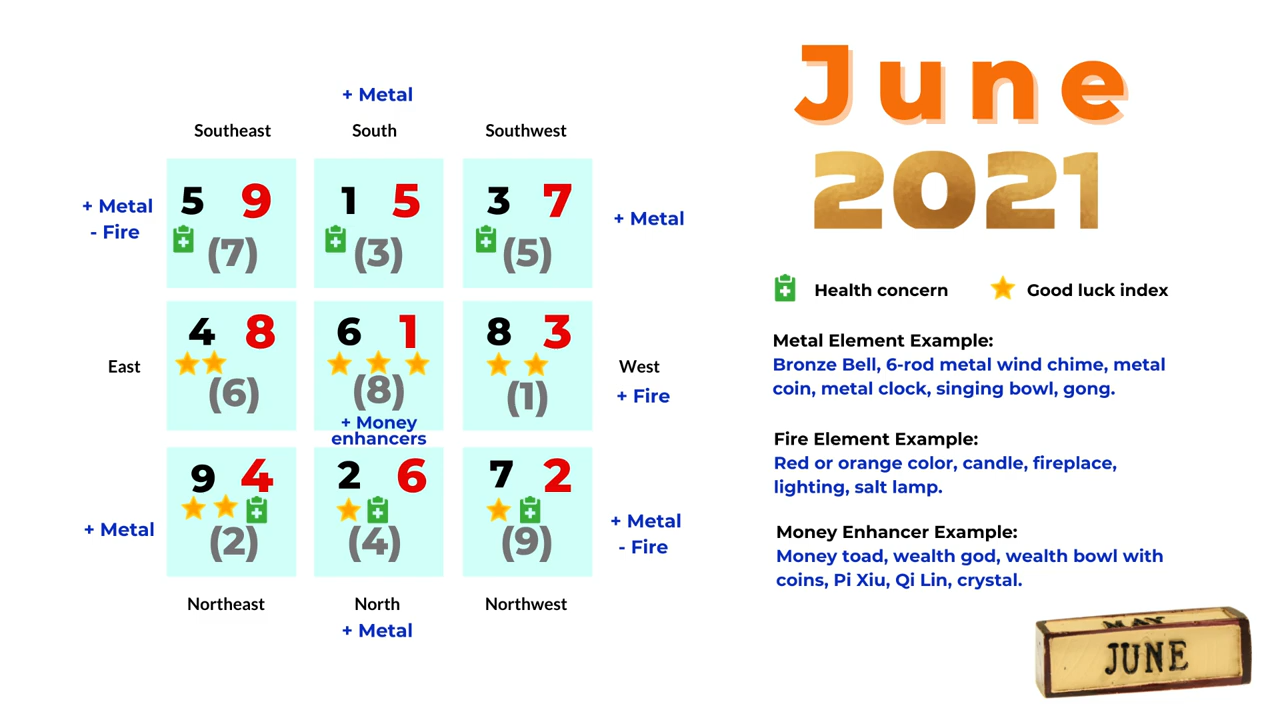 June
2021
+ Metal
Southeast South Southwest
+ Metal
- Fire
5 9
(7)
1 5
(3)
3 7
(5)
+ Metal
East
4 8
(6)
6 1
(8)
+ Money
enhancers
8 3
(1)
West
+ Fire
+ Metal
9 4
(2)
2 6
(4)
7 2
(9)
+ Metal
- Fire
Northeast North Northwest
+ Metal
Health concern Good luck index
Metal Element Example:
Bronze Bell, 6-rod metal wind chime, metal
coin, metal clock, singing bowl, gong.
Fire Element Example:
Red or orange color, candle, fireplace,
lighting, salt lamp.
Money Enhancer Example:
Money toad, wealth god, wealth bowl with
coins, Pi Xiu, Qi Lin, crystal.
MAY
JUNE